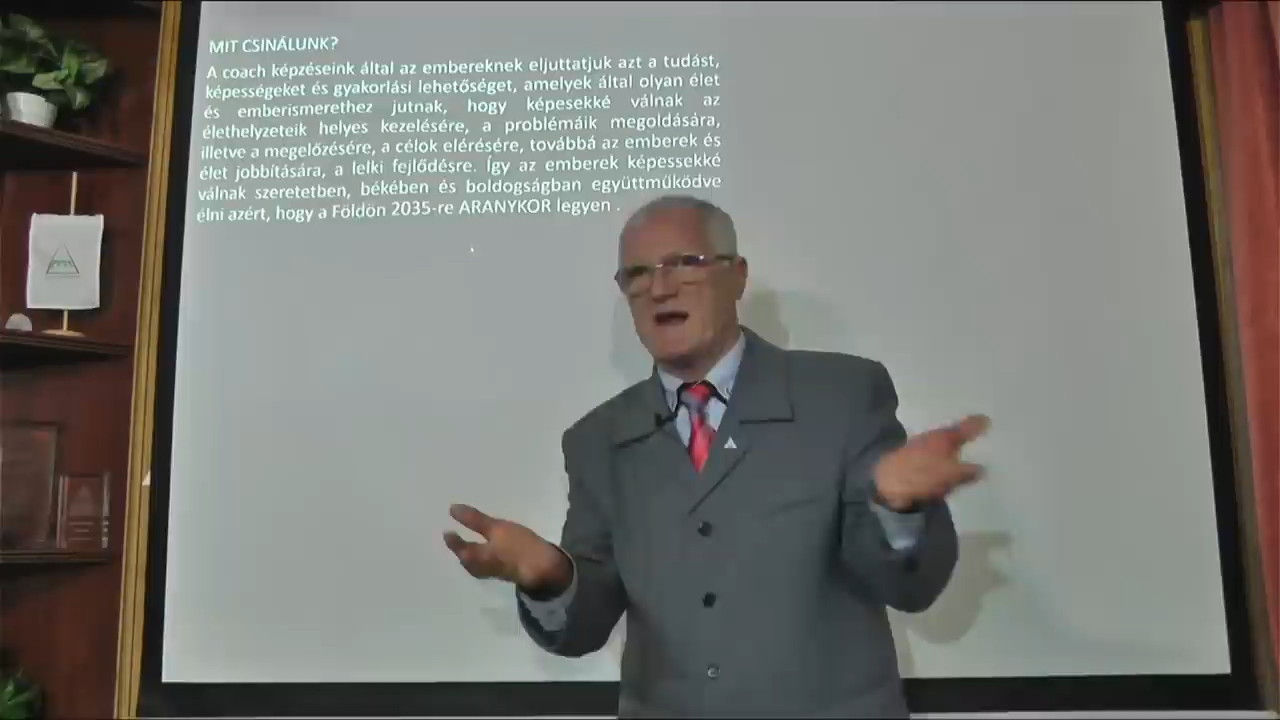 MIT CSINÁLUNK?
A coach képzéseink által az embereknek eljuttatjuk azt a tudást,
képességeket és gyakorlási lehetőséget, amelyek által olyan élet
és emberismerethez jutnak, hogy képesekké válnak az
élethelyzeteik helyes kezelésére, a problémáik megoldására,
illetve a megelőzésére, a célok elérésére, továbbá az emberek és
élet jobbítására, a lelki fejlődésre. Így az emberek képessekké
válnak szeretetben, békében és boldogságban együttműködve
élni azért, hogy a Földön 2035-re ARANYKOR legyen .